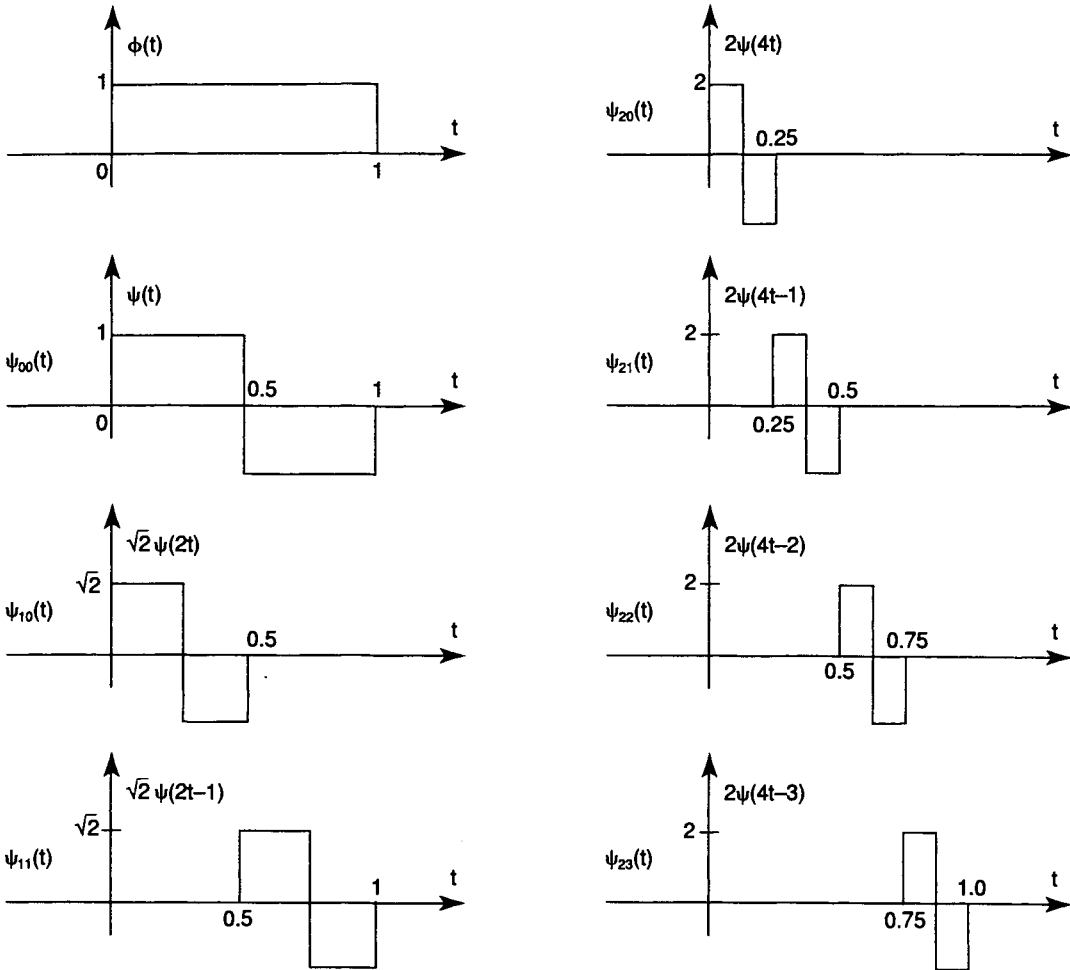 ϕ(t)
1
t
0
1
ψ(t)
1
ψ₀₀(t)
0.5
1
t
0
√2 ψ(2t)
√2
ψ₁₀(t)
0.5
t
√2 ψ(2t–1)
√2
ψ₁₁(t)
1
t
0.5
2ψ(4t)
2
ψ₂₀(t)
0.25
t
2ψ(4t–1)
2
ψ₂₁(t)
0.5
t
0.25
2ψ(4t–2)
2
ψ₂₂(t)
0.75
t
0.5
2ψ(4t–3)
2
ψ₂₃(t)
1.0
t
0.75